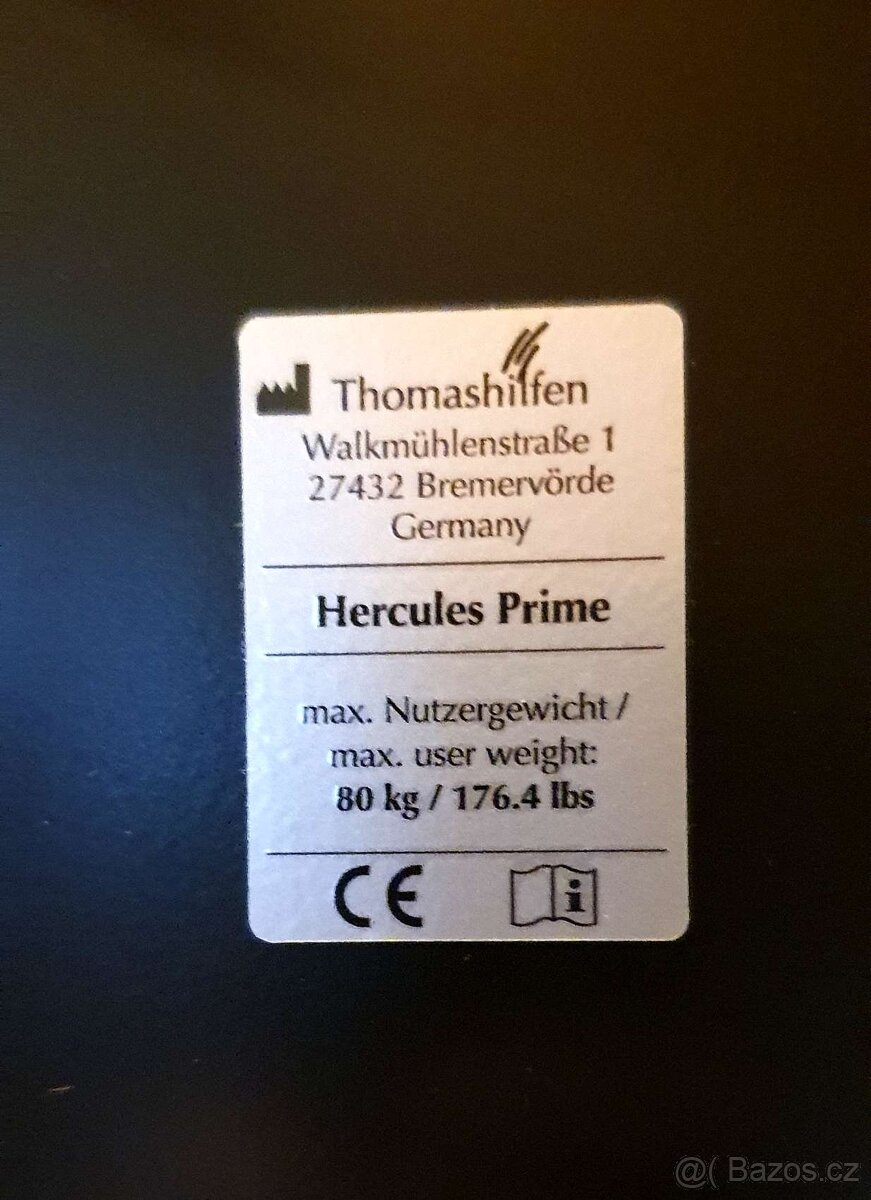 Thomashilfen
Walkmühlenstraße 1
27432 Bremervörde
Germany
Hercules Prime
max. Nutzergewicht /
max. user weight:
80 kg / 176.4 lbs
CE
i
@( Bazos.cz